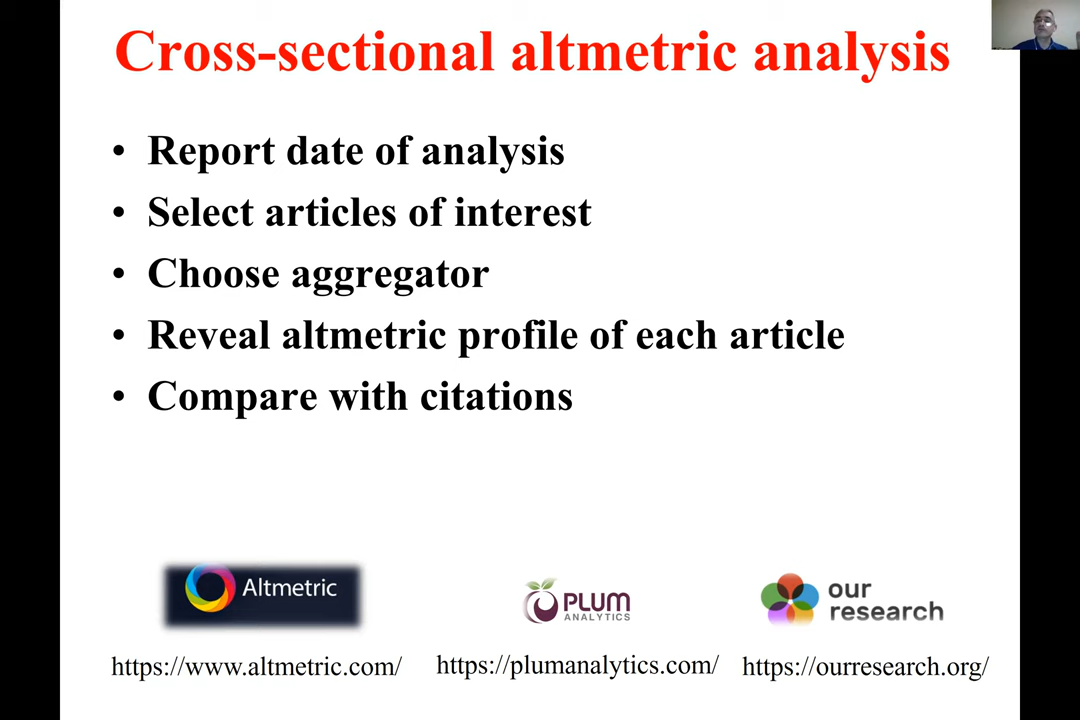 Cross-sectional altmetric analysis
• Report date of analysis
• Select articles of interest
• Choose aggregator
• Reveal altmetric profile of each article
• Compare with citations
Altmetric
PLUM
ANALYTICS
our
research
https://www.altmetric.com/
https://plumanalytics.com/
https://ourresearch.org/